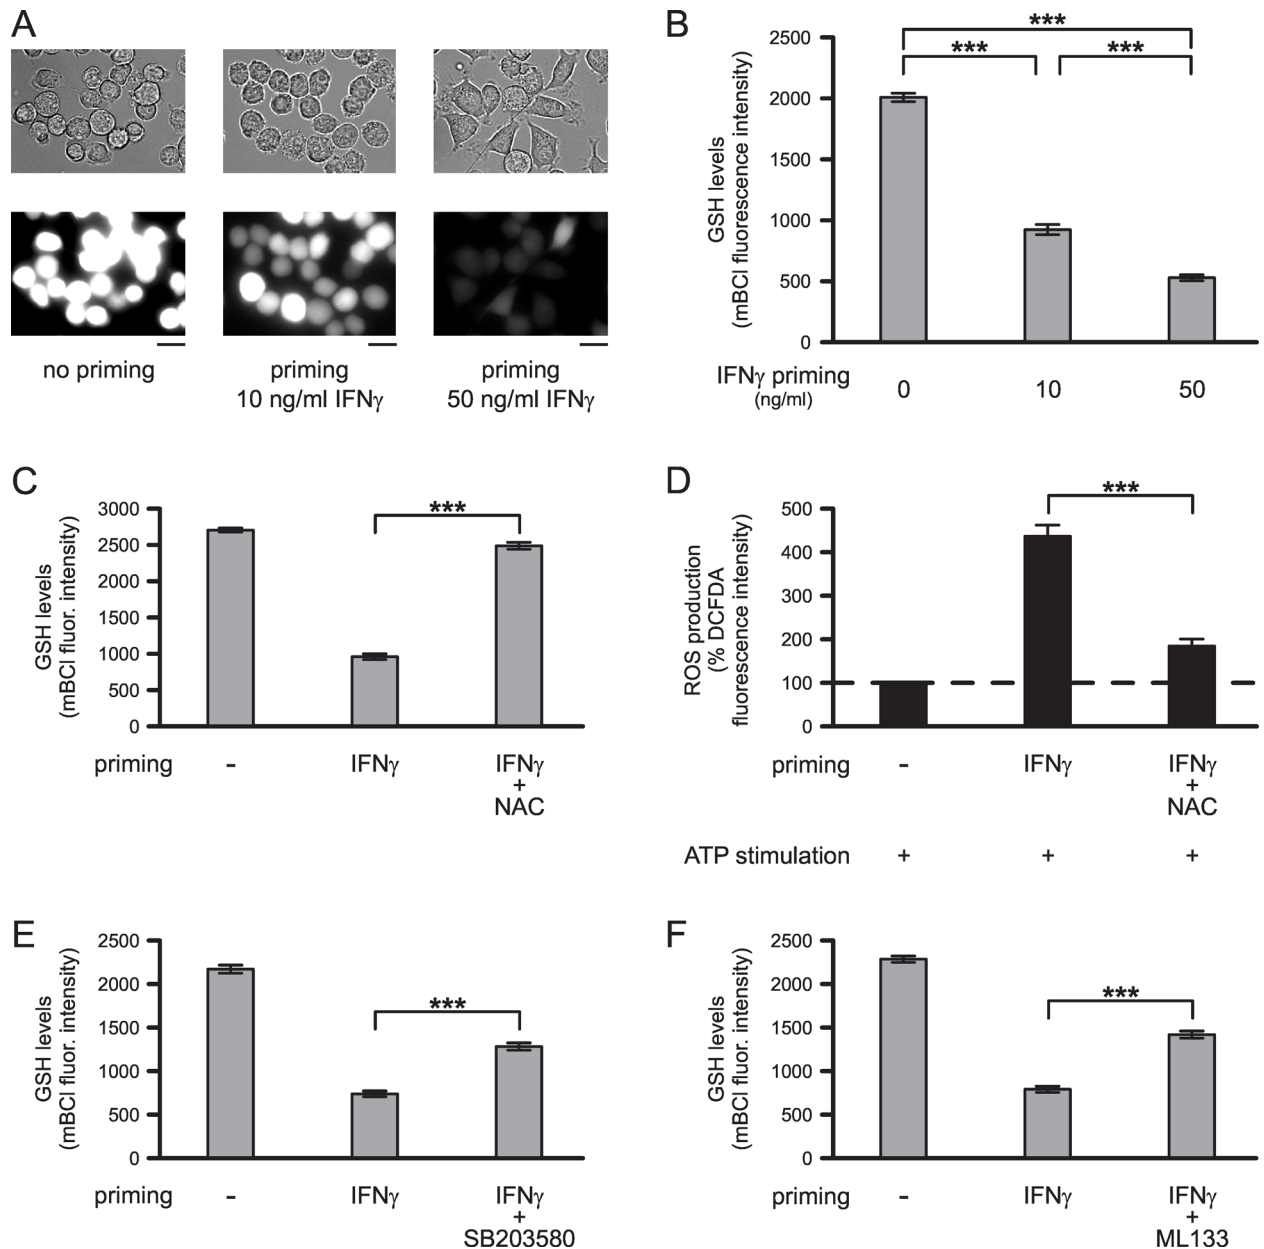 A
no priming
priming
10 ng/ml IFNγ
priming
50 ng/ml IFNγ
B
GSH levels
(mBCl fluorescence intensity)
2500
2000
1500
1000
500
0
***
***
***
IFNγ priming
(ng/ml)
0
10
50
C
GSH levels
(mBCl fluor. intensity)
3000
2500
2000
1500
1000
500
0
***
priming
-
IFNγ
IFNγ
+
NAC
D
ROS production
(% DCFDA
fluorescence intensity)
500
400
300
200
100
0
***
priming
-
IFNγ
IFNγ
+
NAC
ATP stimulation
+
+
+
E
GSH levels
(mBCl fluor. intensity)
2500
2000
1500
1000
500
0
***
priming
-
IFNγ
IFNγ
+
SB203580
F
GSH levels
(mBCl fluor. intensity)
2500
2000
1500
1000
500
0
***
priming
-
IFNγ
IFNγ
+
ML133